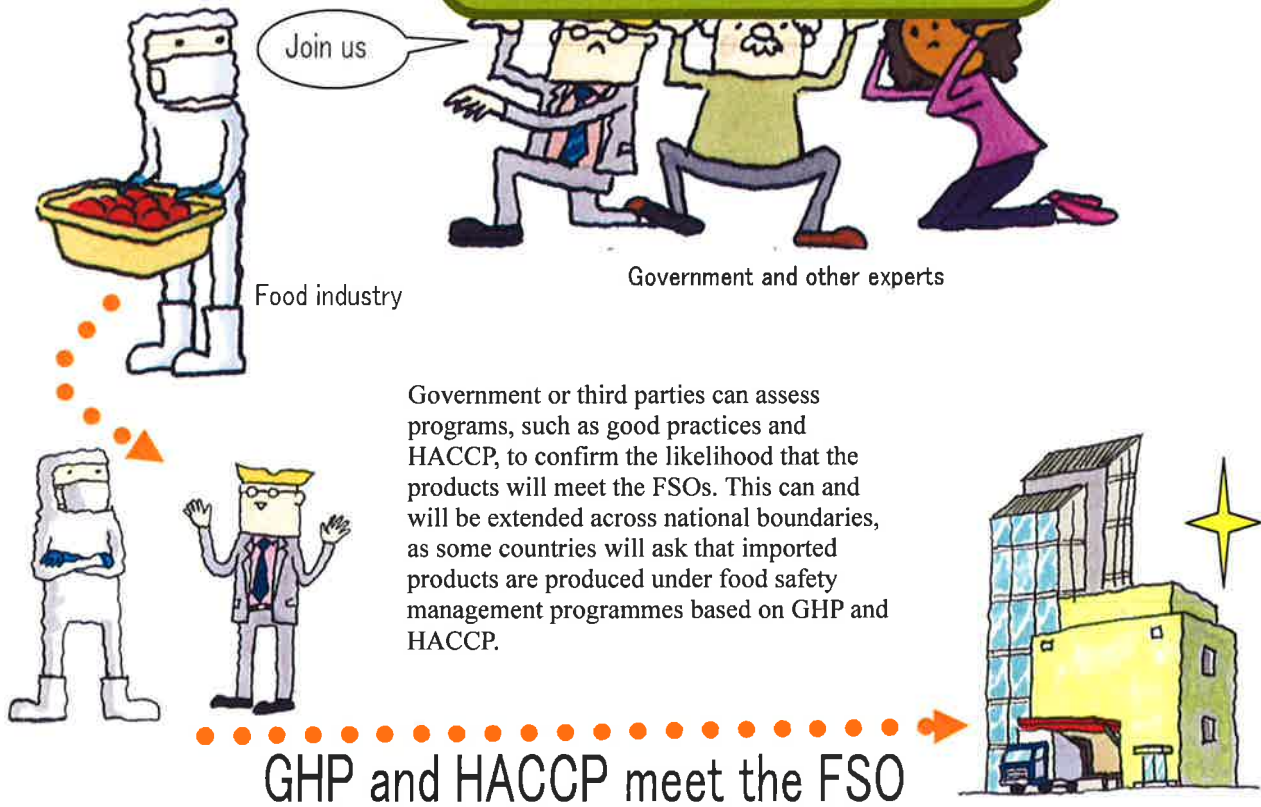 Join us
Government and other experts
Food industry
Government or third parties can assess
programs, such as good practices and
HACCP, to confirm the likelihood that the
products will meet the FSOs. This can and
will be extended across national boundaries,
as some countries will ask that imported
products are produced under food safety
management programmes based on GHP and
HACCP.
GHP and HACCP meet the FSO